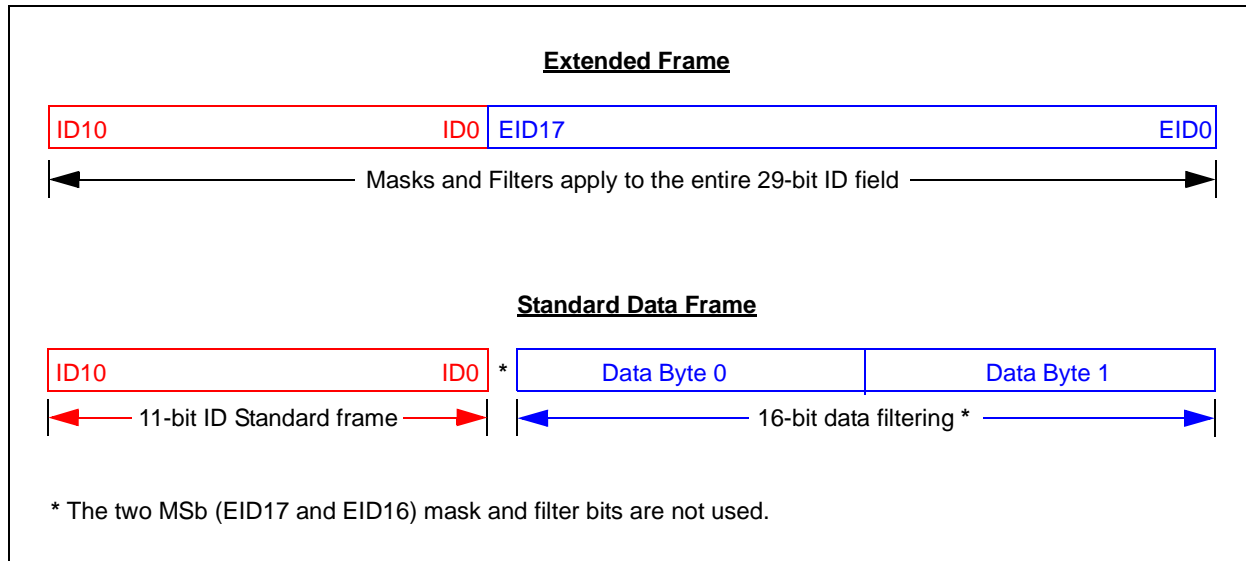 Extended Frame
ID10 ID0 EID17 EID0
Masks and Filters apply to the entire 29-bit ID field
Standard Data Frame
ID10 ID0 * Data Byte 0 Data Byte 1
11-bit ID Standard frame 16-bit data filtering *
* The two MSb (EID17 and EID16) mask and filter bits are not used.